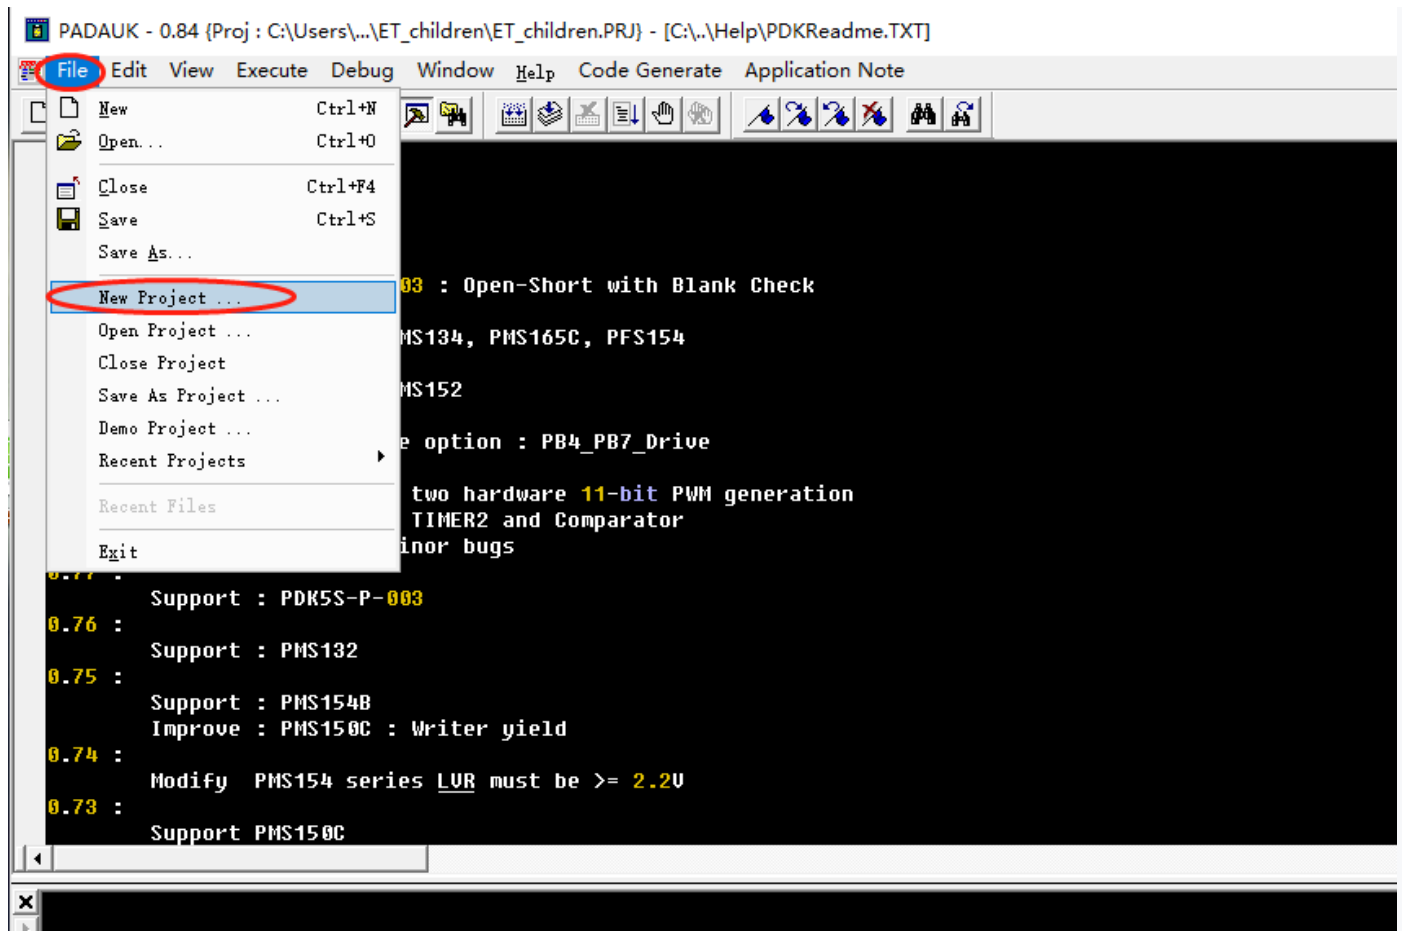 PADAUK - 0.84 {Proj : C:\Users\...\ET_children\ET_children.PRJ} - [C:\..\Help\PDKReadme.TXT]
File Edit View Execute Debug Window Help Code Generate Application Note
New Ctrl+N
Open... Ctrl+O
Close Ctrl+F4
Save Ctrl+S
Save As...
New Project ...
Open Project ...
Close Project
Save As Project ...
Demo Project ...
Recent Projects
Recent Files
Exit
03 : Open-Short with Blank Check
MS134, PMS165C, PFS154
MS152
e option : PB4_PB7_Drive
two hardware 11-bit PWM generation
TIMER2 and Comparator
inor bugs
0.77 :
Support : PDK5S-P-003
0.76 :
Support : PMS132
0.75 :
Support : PMS154B
Improve : PMS150C : Writer yield
0.74 :
Modify PMS154 series LVR must be >= 2.2V
0.73 :
Support PMS150C